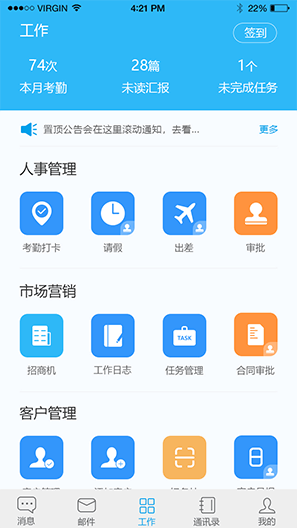 VIRGIN 4:21 PM 22%
工作 签到
74次 28篇 1个
本月考勤 未读汇报 未完成任务
置顶公告会在这里滚动通知，去看... 更多
人事管理
考勤打卡 请假 出差 审批
市场营销
TASK
招商机 工作日志 任务管理 合同审批
客户管理
消息 邮件 工作 通讯录 我的